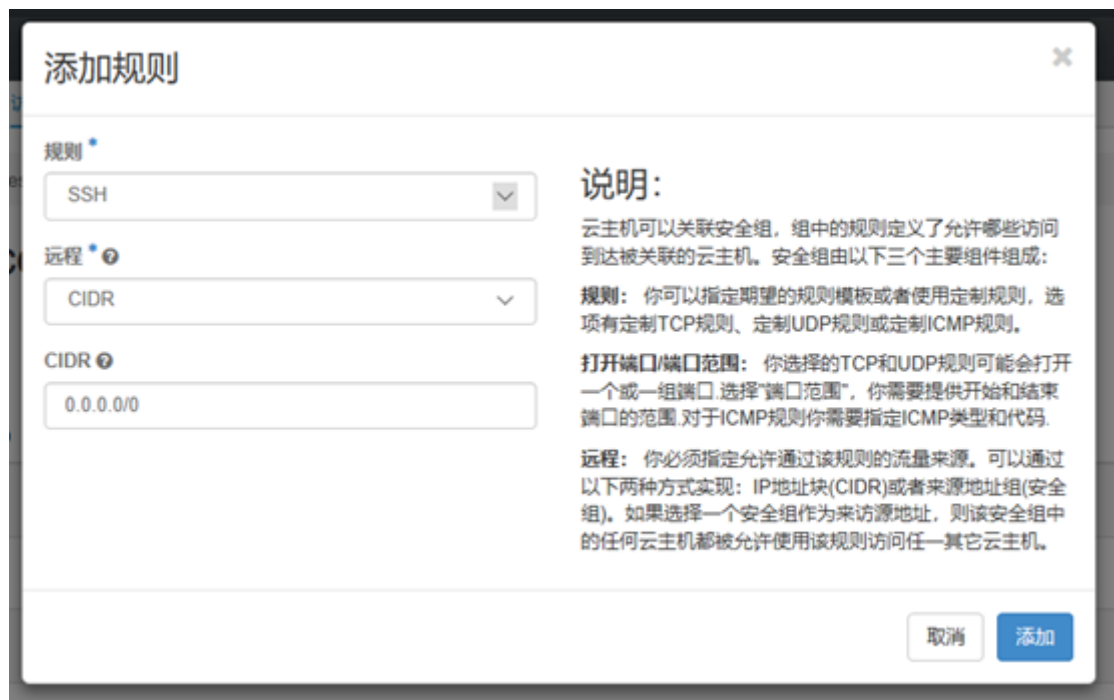 添加规则
规则 *
SSH
远程 *
CIDR
CIDR
0.0.0.0/0
说明：
云主机可以关联安全组，组中的规则定义了允许哪些访问
到达被关联的云主机。安全组由以下三个主要组件组成：
规则： 你可以指定期望的规则模板或者使用定制规则，选
项有定制TCP规则、定制UDP规则或定制ICMP规则。
打开端口/端口范围： 你选择的TCP和UDP规则可能会打开
一个或一组端口.选择"端口范围"，你需要提供开始和结束
端口的范围.对于ICMP规则你需要指定ICMP类型和代码.
远程： 你必须指定允许通过该规则的流量来源。可以通过
以下两种方式实现：IP地址块(CIDR)或者来源地址组(安全
组)。如果选择一个安全组作为来访源地址，则该安全组中
的任何云主机都被允许使用该规则访问任一其它云主机。
取消
添加